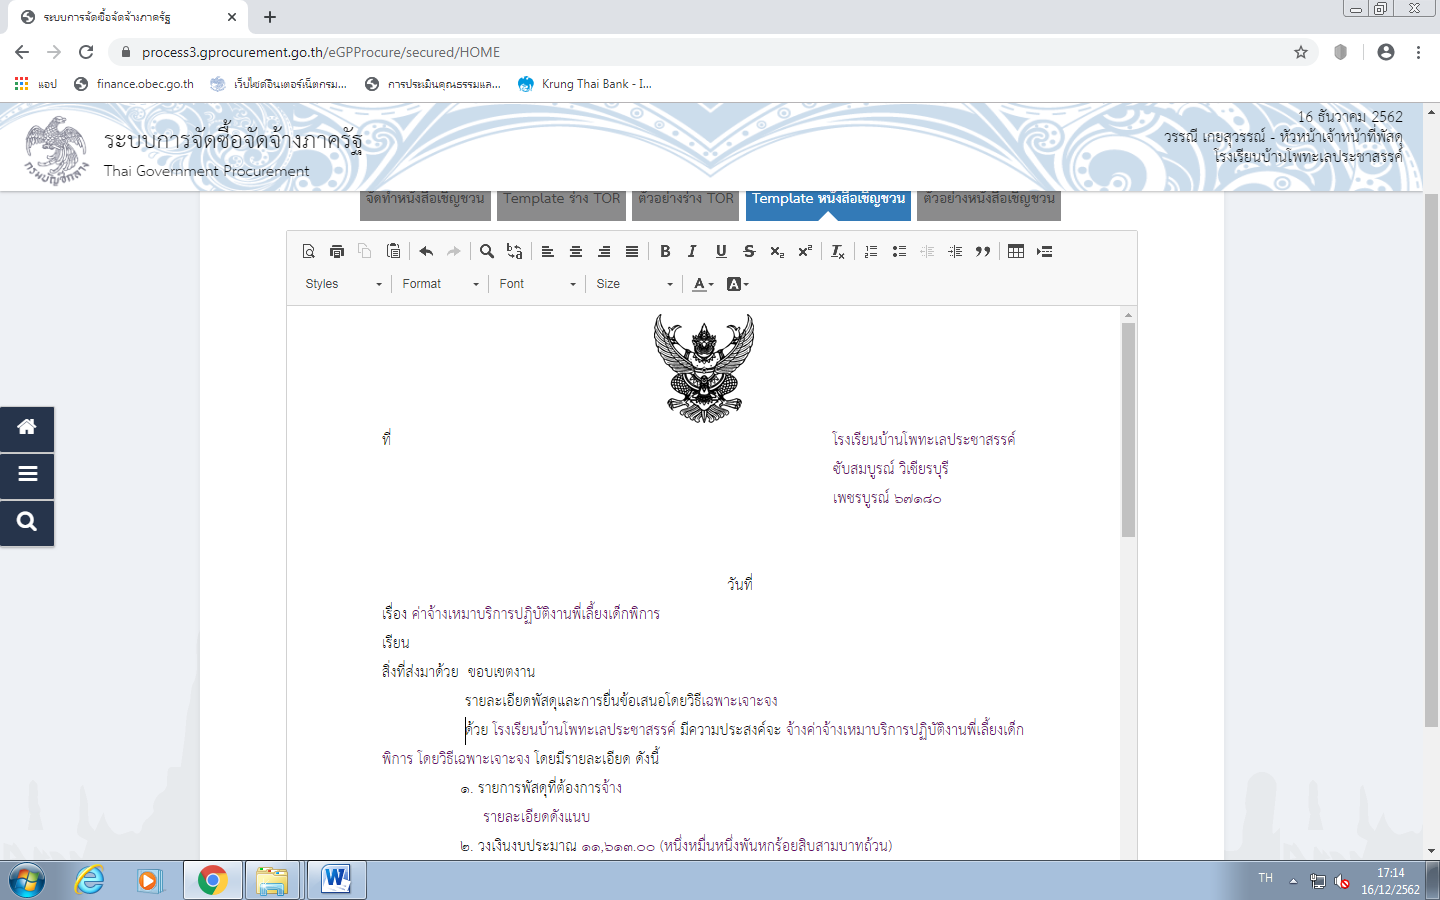 ระบบการจัดซื้อจัดจ้างภาครัฐ
process3.gprocurement.go.th/eGPProcure/secured/HOME
แอป finance.obec.go.th เว็บไซต์อินเตอร์เน็ตกรม... การประเมินคุณธรรมแล... Krung Thai Bank - I...
กรมบัญชีกลาง
ระบบการจัดซื้อจัดจ้างภาครัฐ
Thai Government Procurement
16 ธันวาคม 2562
วรรณี เกยสุวรรณ์ - หัวหน้าเจ้าหน้าที่พัสดุ
โรงเรียนบ้านโพทะเลประชาสรรค์
จัดทำหนังสือเชิญชวน Template ร่าง TOR ตัวอย่างร่าง TOR Template หนังสือเชิญชวน ตัวอย่างหนังสือเชิญชวน
Styles Format Font Size
ที่ โรงเรียนบ้านโพทะเลประชาสรรค์
ซับสมบูรณ์ วิเชียรบุรี
เพชรบูรณ์ ๖๗๑๘๐
วันที่
เรื่อง ค่าจ้างเหมาบริการปฏิบัติงานพี่เลี้ยงเด็กพิการ
เรียน
สิ่งที่ส่งมาด้วย ขอบเขตงาน
รายละเอียดพัสดุและการยื่นข้อเสนอโดยวิธีเฉพาะเจาะจง
ด้วย โรงเรียนบ้านโพทะเลประชาสรรค์ มีความประสงค์จะ จ้างค่าจ้างเหมาบริการปฏิบัติงานพี่เลี้ยงเด็ก
พิการ โดยวิธีเฉพาะเจาะจง โดยมีรายละเอียด ดังนี้
๑. รายการพัสดุที่ต้องการจ้าง
รายละเอียดดังแนบ
๒. วงเงินงบประมาณ ๑๑,๖๑๓.๐๐ (หนึ่งหมื่นหนึ่งพันหกร้อยสิบสามบาทถ้วน)
TH
17:14
16/12/2562